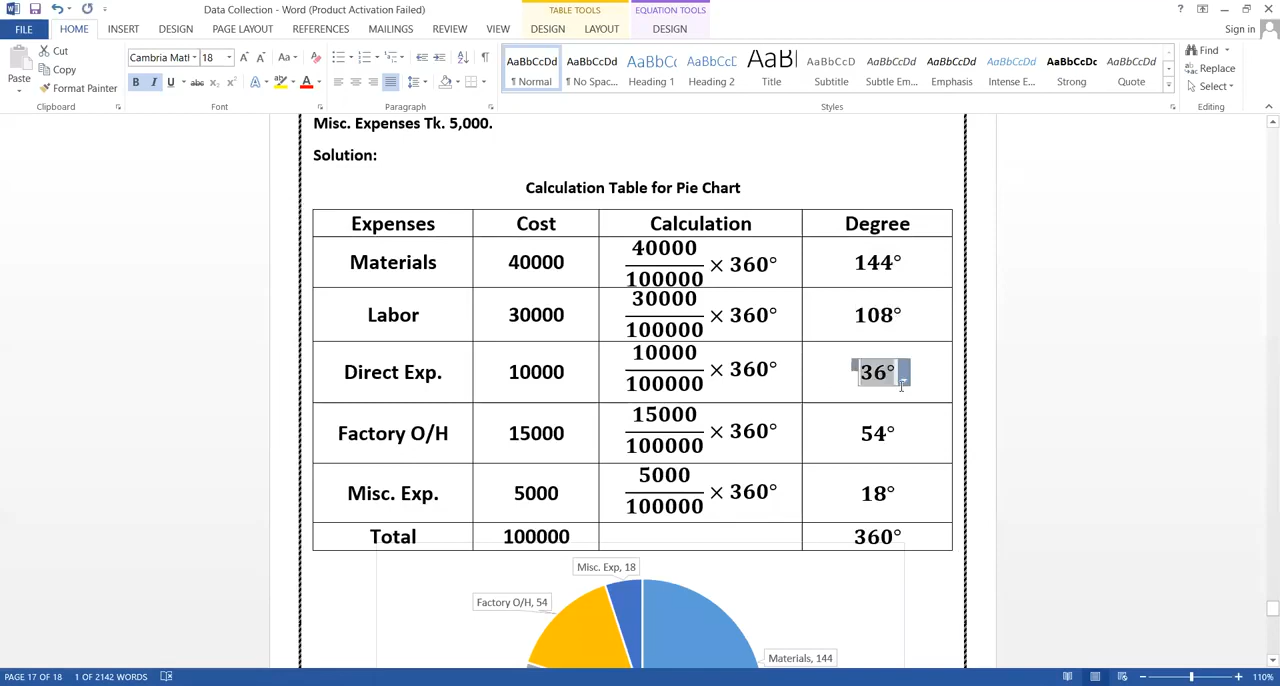 Data Collection - Word (Product Activation Failed)
TABLE TOOLS
EQUATION TOOLS
Sign in
FILE HOME INSERT DESIGN PAGE LAYOUT REFERENCES MAILINGS REVIEW VIEW DESIGN LAYOUT DESIGN
Paste
Cut
Copy
Format Painter
Clipboard
Cambria Math 18
Font
Paragraph
AaBbCcDd AaBbCcDd AaBbCc AaBbCcC AaBl AaBbCcD AaBbCcDd AaBbCcDd AaBbCcDd AaBbCcDc AaBbCcDd
¶ Normal ¶ No Spac... Heading 1 Heading 2 Title Subtitle Subtle Em... Emphasis Intense E... Strong Quote
Styles
Find
Replace
Select
Editing
Misc. Expenses Tk. 5,000.
Solution:
Calculation Table for Pie Chart
Expenses Cost Calculation Degree
Materials 40000 40000/100000 × 360° 144°
Labor 30000 30000/100000 × 360° 108°
Direct Exp. 10000 10000/100000 × 360° 36°
Factory O/H 15000 15000/100000 × 360° 54°
Misc. Exp. 5000 5000/100000 × 360° 18°
Total 100000 360°
Misc. Exp, 18
Factory O/H, 54
Materials, 144
PAGE 17 OF 18 1 OF 2142 WORDS
110%